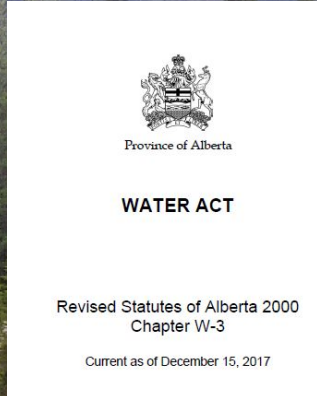 Province of Alberta
WATER ACT
Revised Statutes of Alberta 2000
Chapter W-3
Current as of December 15, 2017